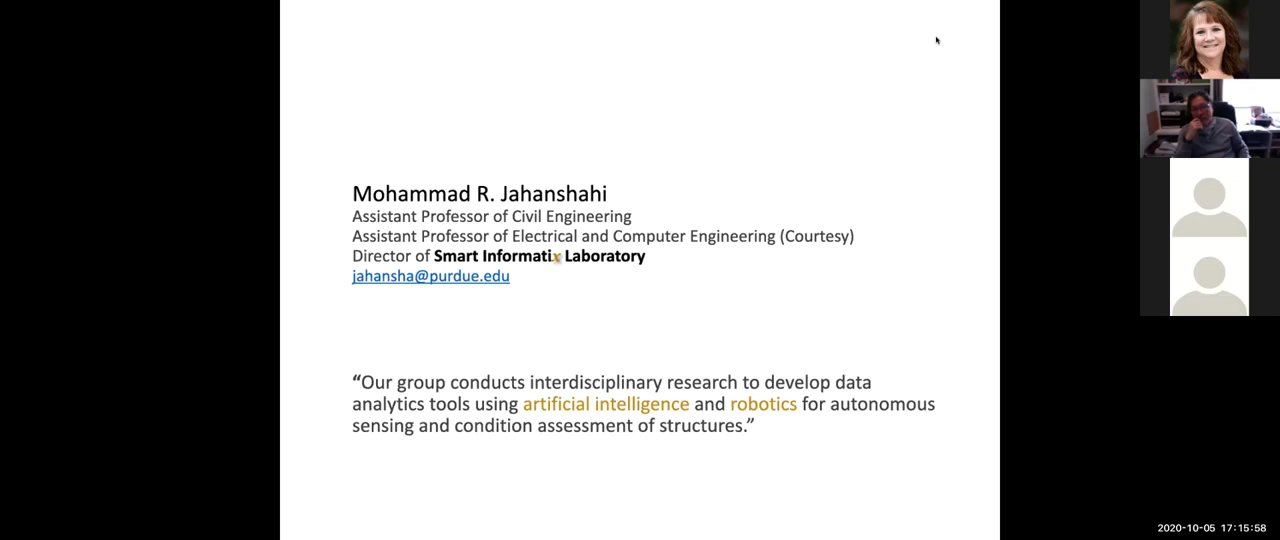 Mohammad R. Jahanshahi
Assistant Professor of Civil Engineering
Assistant Professor of Electrical and Computer Engineering (Courtesy)
Director of Smart Informatix Laboratory
jahansha@purdue.edu
“Our group conducts interdisciplinary research to develop data
analytics tools using artificial intelligence and robotics for autonomous
sensing and condition assessment of structures.”
2020-10-05 17:15:58